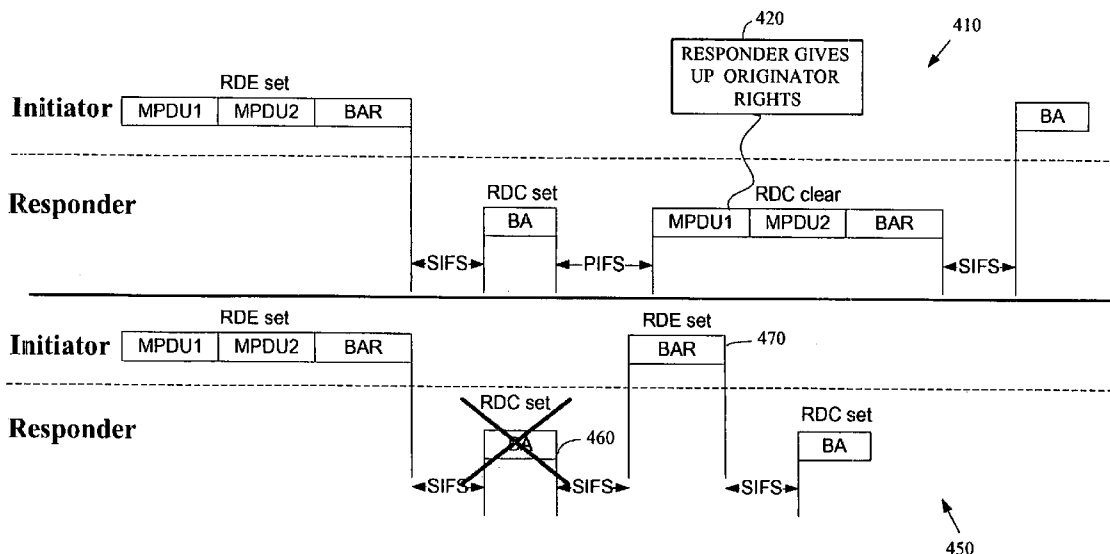 420
410
RESPONDER GIVES
UP ORIGINATOR
RIGHTS
RDE set
Initiator MPDU1 MPDU2 BAR BA
Responder
RDC set RDC clear
BA MPDU1 MPDU2 BAR
SIFS PIFS SIFS
RDE set RDE set
Initiator MPDU1 MPDU2 BAR BAR 470
Responder
RDC set RDC set
BA 460 BA
SIFS SIFS SIFS
450